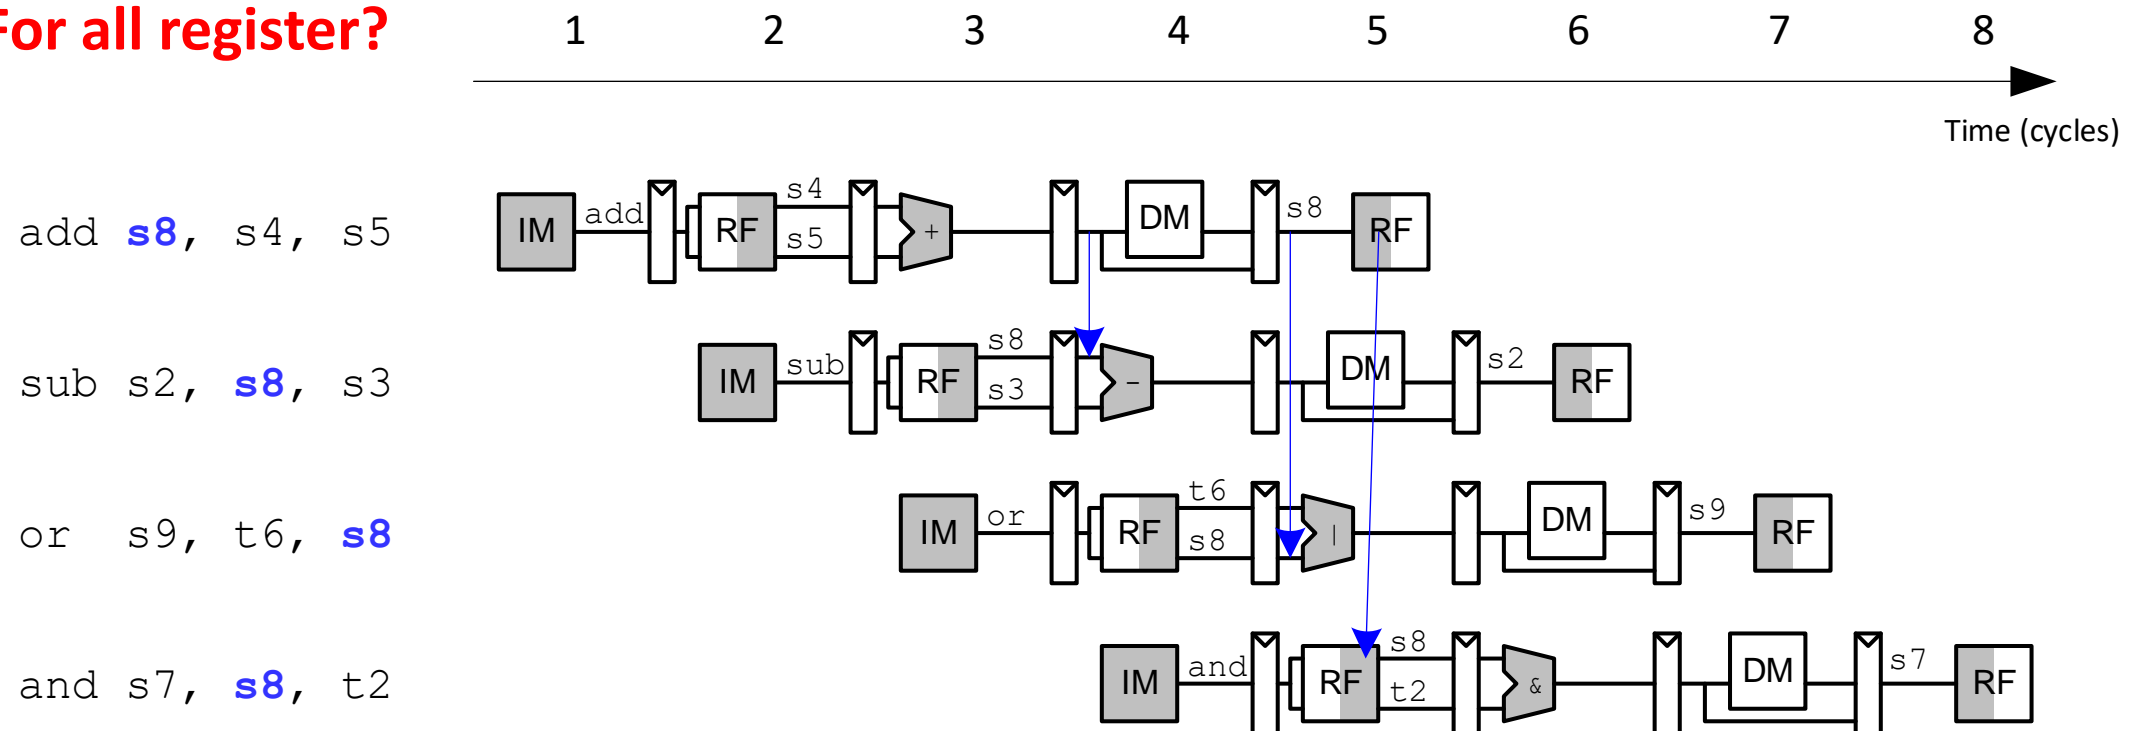 For all register?
1 2 3 4 5 6 7 8
Time (cycles)
add s8, s4, s5
IM add RF s4 s5 + DM s8 RF
sub s2, s8, s3
IM sub RF s8 s3 - DM s2 RF
or s9, t6, s8
IM or RF t6 s8 | DM s9 RF
and s7, s8, t2
IM and RF s8 t2 & DM s7 RF